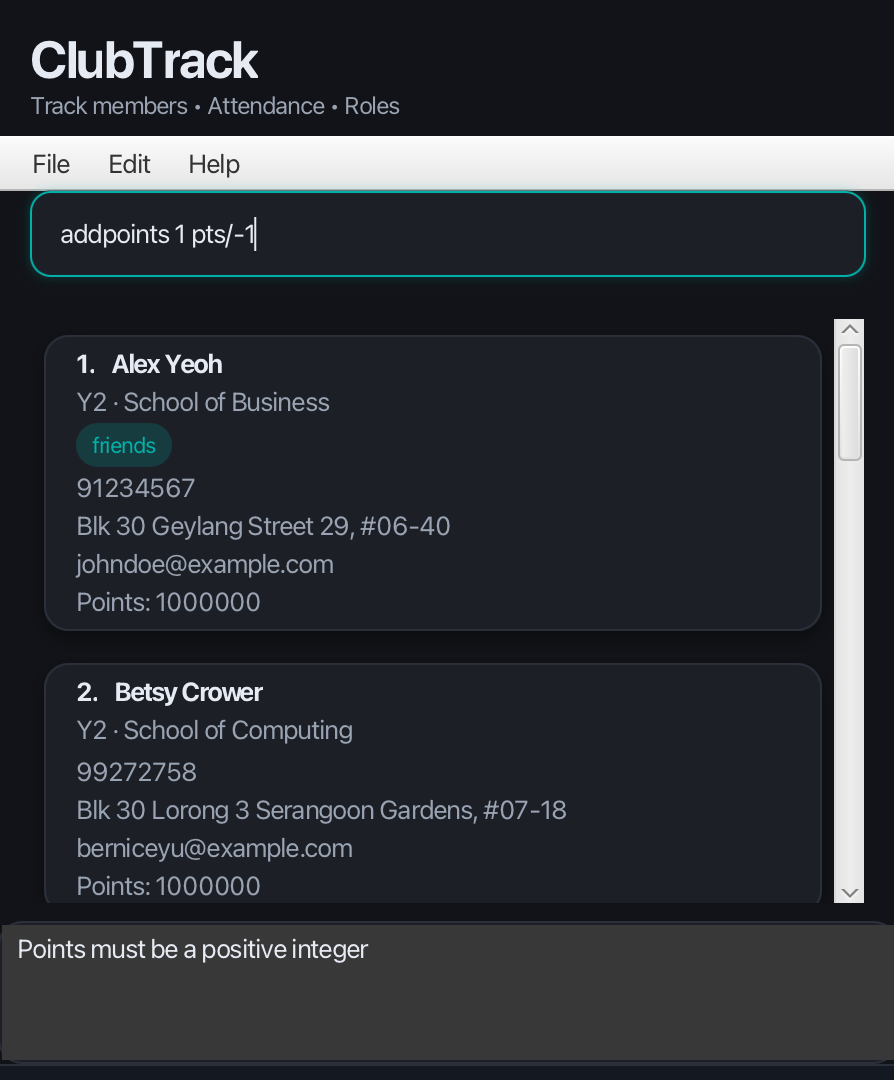 ClubTrack
Track members • Attendance • Roles
File Edit Help
addpoints 1 pts/-1
1. Alex Yeoh
Y2 · School of Business
friends
91234567
Blk 30 Geylang Street 29, #06-40
johndoe@example.com
Points: 1000000
2. Betsy Crower
Y2 · School of Computing
99272758
Blk 30 Lorong 3 Serangoon Gardens, #07-18
berniceyu@example.com
Points: 1000000
Points must be a positive integer